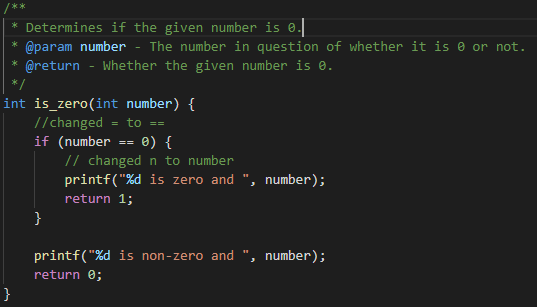 /**
 * Determines if the given number is 0.
 * @param number - The number in question of whether it is 0 or not.
 * @return - Whether the given number is 0.
 */
int is_zero(int number) {
    //changed = to ==
    if (number == 0) {
        // changed n to number
        printf("%d is zero and ", number);
        return 1;
    }

    printf("%d is non-zero and ", number);
    return 0;
}